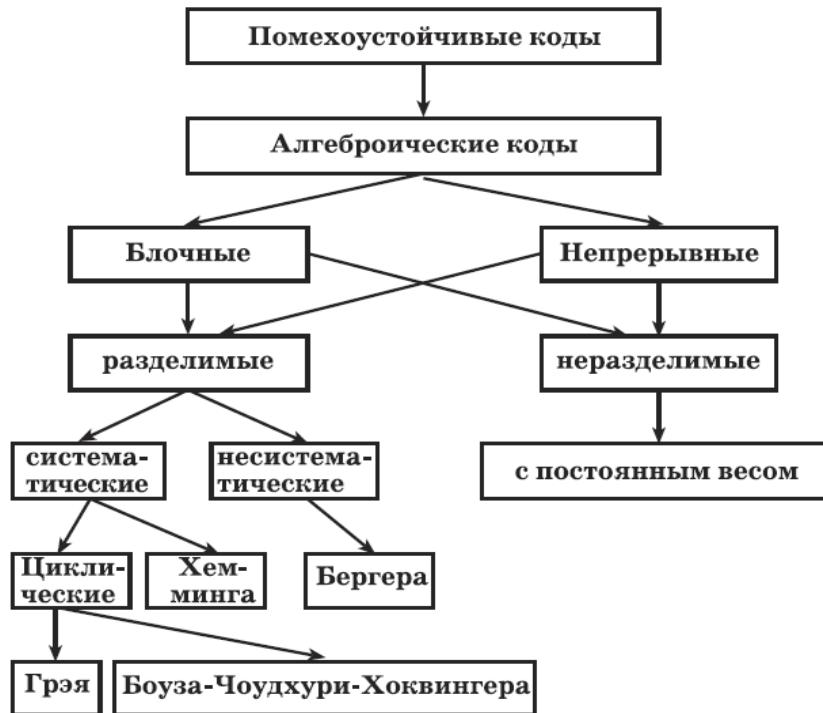 Помехоустойчивые коды
Алгеброические коды
Блочные
Непрерывные
разделимые
неразделимые
система-
тические
несистема-
тические
с постоянным весом
Цикли-
ческие
Хем-
минга
Бергера
Грэя
Боуза-Чоудхури-Хоквингера